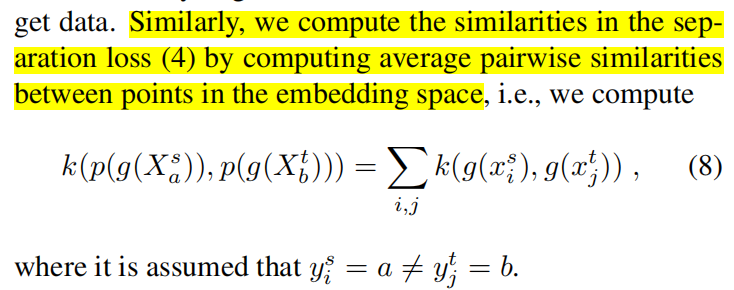 get data. Similarly, we compute the similarities in the sep-
aration loss (4) by computing average pairwise similarities
between points in the embedding space, i.e., we compute
k(p(g(X_a^s)), p(g(X_b^t))) = ∑_{i,j} k(g(x_i^s), g(x_j^t)) , (8)
where it is assumed that y_i^s = a ≠ y_j^t = b.